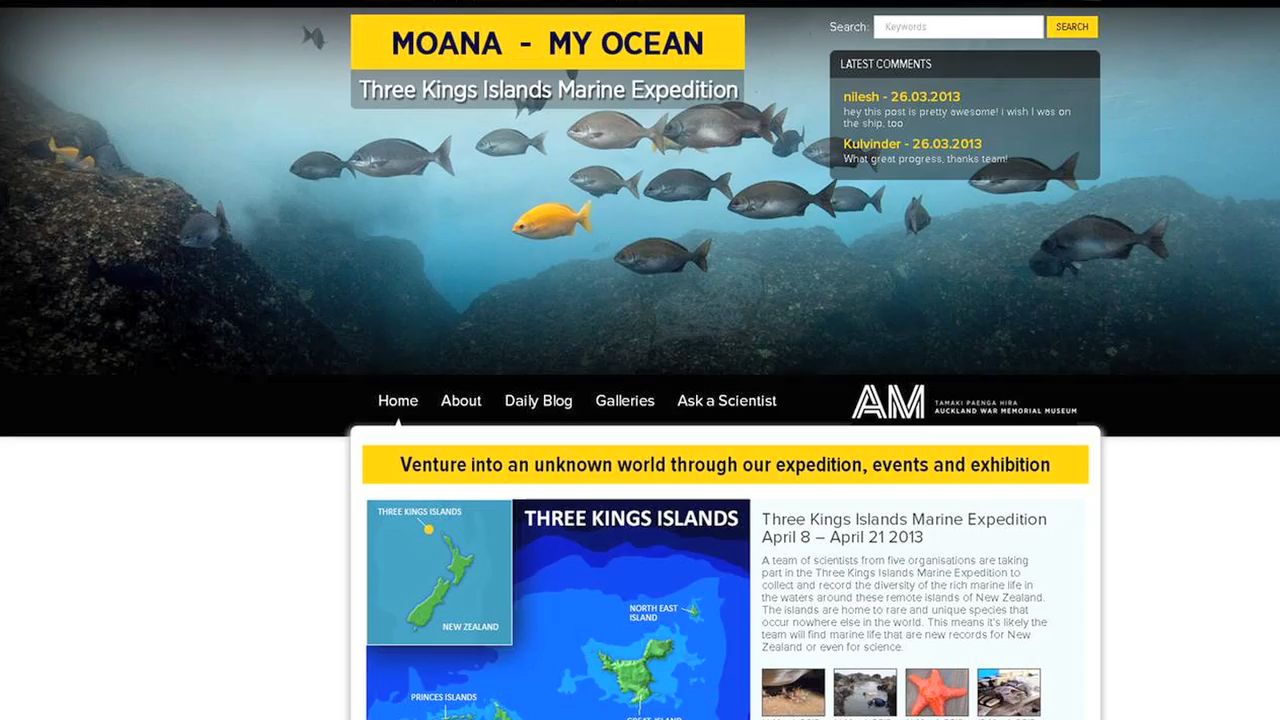 MOANA - MY OCEAN
Three Kings Islands Marine Expedition
Search:
Keywords
SEARCH
LATEST COMMENTS
nilesh - 26.03.2013
hey this post is pretty awesome! i wish I was on
the ship, too
Kulvinder - 26.03.2013
What great progress, thanks team!
Home
About
Daily Blog
Galleries
Ask a Scientist
AM
TAMAKI PAENGA HIRA
AUCKLAND WAR MEMORIAL MUSEUM
Venture into an unknown world through our expedition, events and exhibition
THREE KINGS ISLANDS
NEW ZEALAND
THREE KINGS ISLANDS
NORTH EAST
ISLAND
PRINCES ISLANDS
GREAT ISLAND
Three Kings Islands Marine Expedition
April 8 – April 21 2013
A team of scientists from five organisations are taking
part in the Three Kings Islands Marine Expedition to
collect and record the diversity of the rich marine life in
the waters around these remote islands of New Zealand.
The islands are home to rare and unique species that
occur nowhere else in the world. This means it's likely the
team will find marine life that are new records for New
Zealand or even for science.